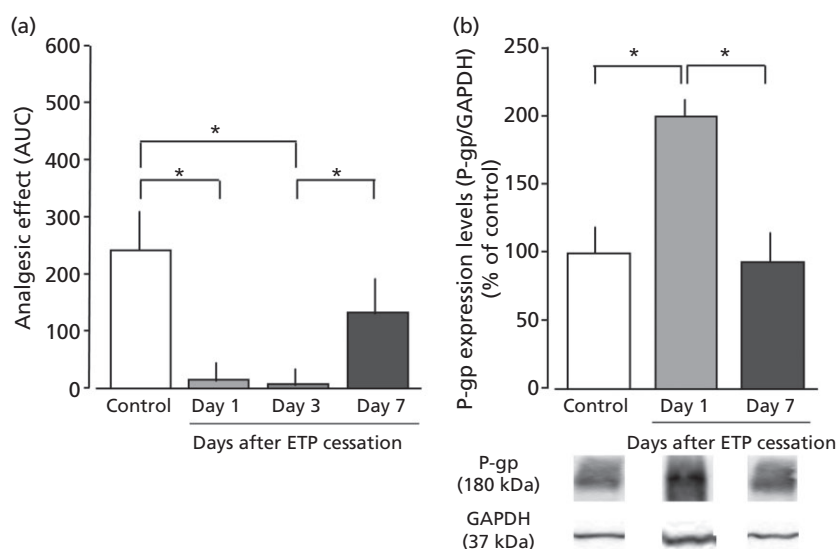 (a)
600
500
400
300
200
100
0
Analgesic effect (AUC)
*
*
*
Control Day 1 Day 3 Day 7
Days after ETP cessation
(b)
250
200
150
100
50
0
P-gp expression levels (P-gp/GAPDH)
(% of control)
*
*
Control Day 1 Day 7
Days after ETP cessation
P-gp
(180 kDa)
GAPDH
(37 kDa)